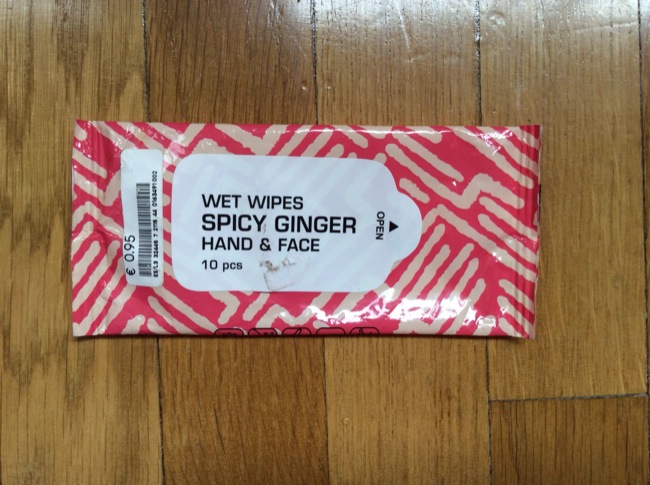 WET WIPES
SPICY GINGER
HAND & FACE
10 pcs
OPEN
€ 0.95